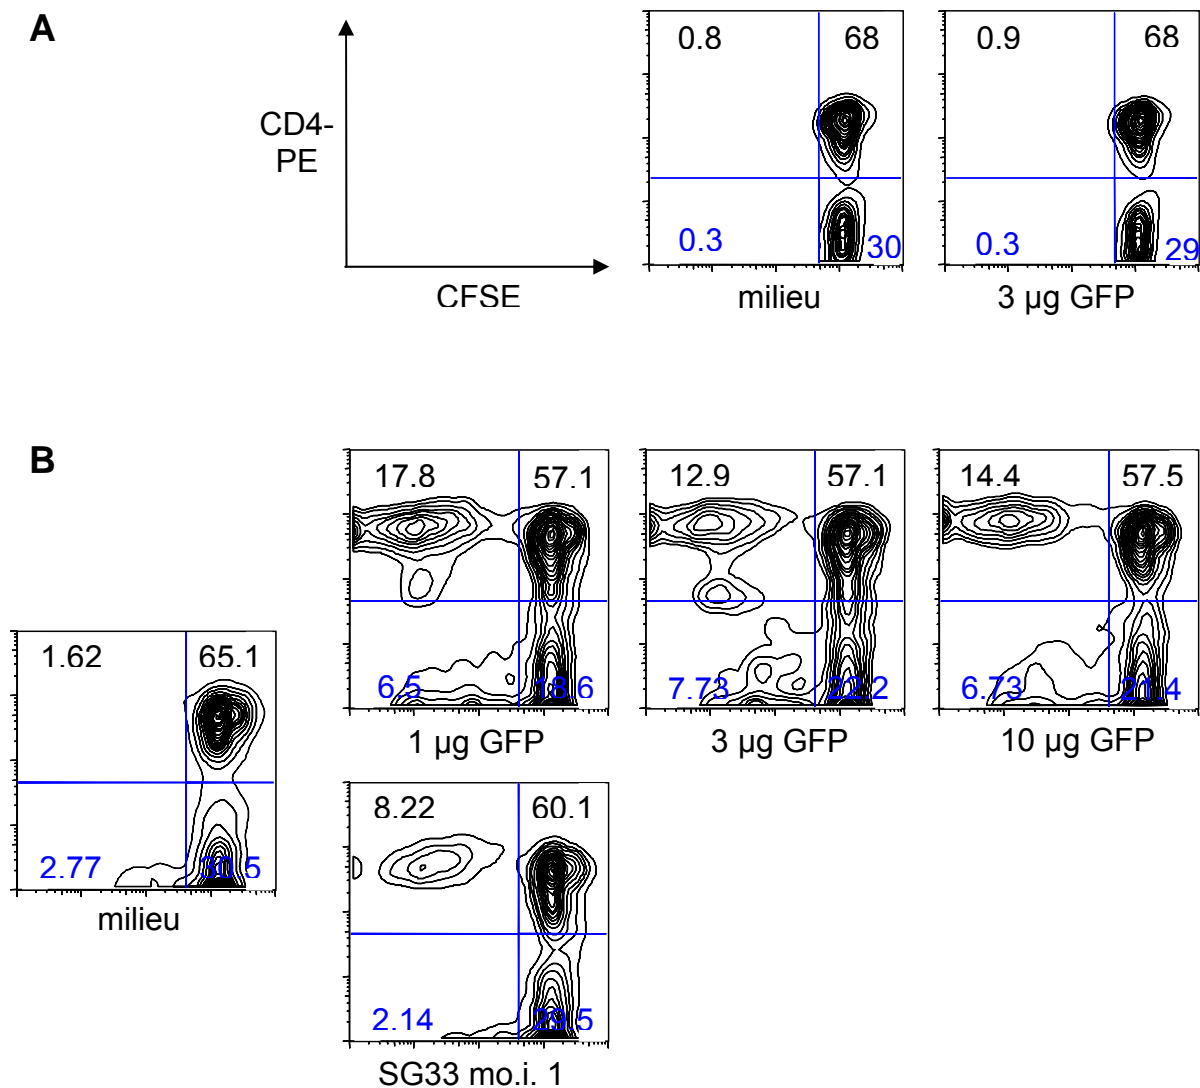 A
CD4-
PE
CFSE
0.8 68
0.3 30
milieu
0.9 68
0.3 29
3 µg GFP
B
1.62 65.1
2.77 30.5
milieu
17.8 57.1
6.5 18.6
1 µg GFP
12.9 57.1
7.73 22.2
3 µg GFP
14.4 57.5
6.73 21.4
10 µg GFP
8.22 60.1
2.14 29.5
SG33 mo.i. 1